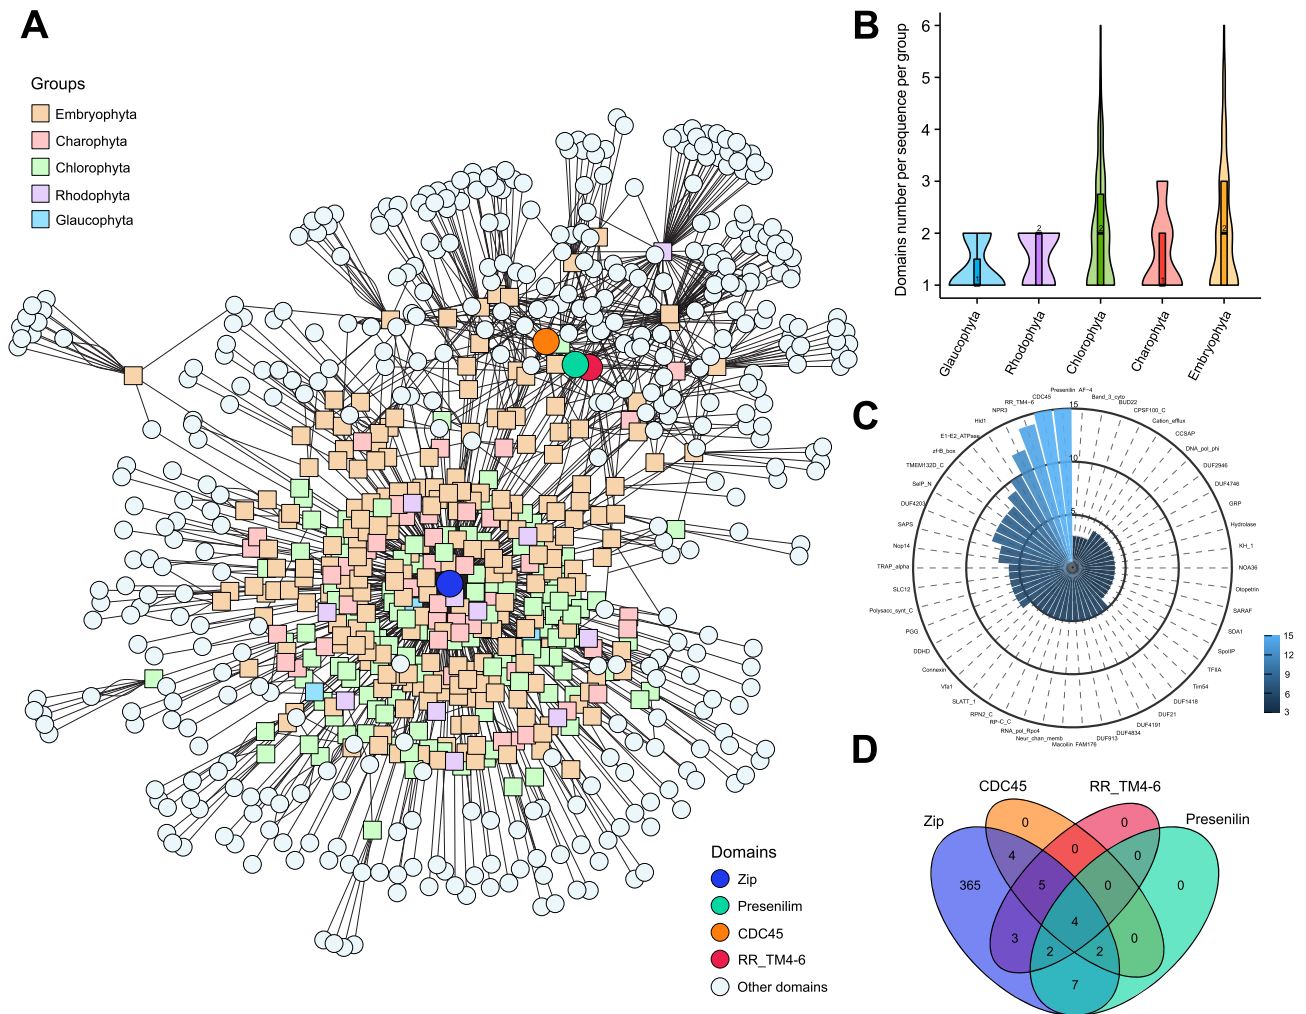 A
Groups
Embryophyta
Charophyta
Chlorophyta
Rhodophyta
Glaucophyta
Domains
Zip
Presenilim
CDC45
RR_TM4-6
Other domains
B
Domains number per sequence per group
6
5
4
3
2
1
2
2
2
Glaucophyta
Rhodophyta
Chlorophyta
Charophyta
Embryophyta
C
Presenilin
AF-4
Band_3_cyto
BUD22
CPSF100_C
Cation_efflux
CCSAP
DNA_pol_phi
DUF2946
DUF4746
GRP
Hydrolase
KH_1
NOA36
Otopetrin
SARAF
SDA1
SpoIIP
TFIIA
Tim54
DUF1418
DUF21
DUF4191
DUF4834
DUF913
FAM176
Macoilin
Neur_chan_memb
RNA_pol_Rpc4
RP-C_C
RPN2_C
SLATT_1
Vfa1
Connexin
DDHD
PGG
Polysacc_synt_C
SLC12
TRAP_alpha
Nop14
SAPS
DUF4203
SelP_N
TMEM132D_C
zf-B_box
E1-E2_ATPase
Hid1
NPR3
RR_TM4-6
CDC45
15
10
5
15
12
9
6
3
D
CDC45
RR_TM4-6
Zip
Presenilin
0
0
4
0
0
365
5
0
0
4
3
2
2
0
7